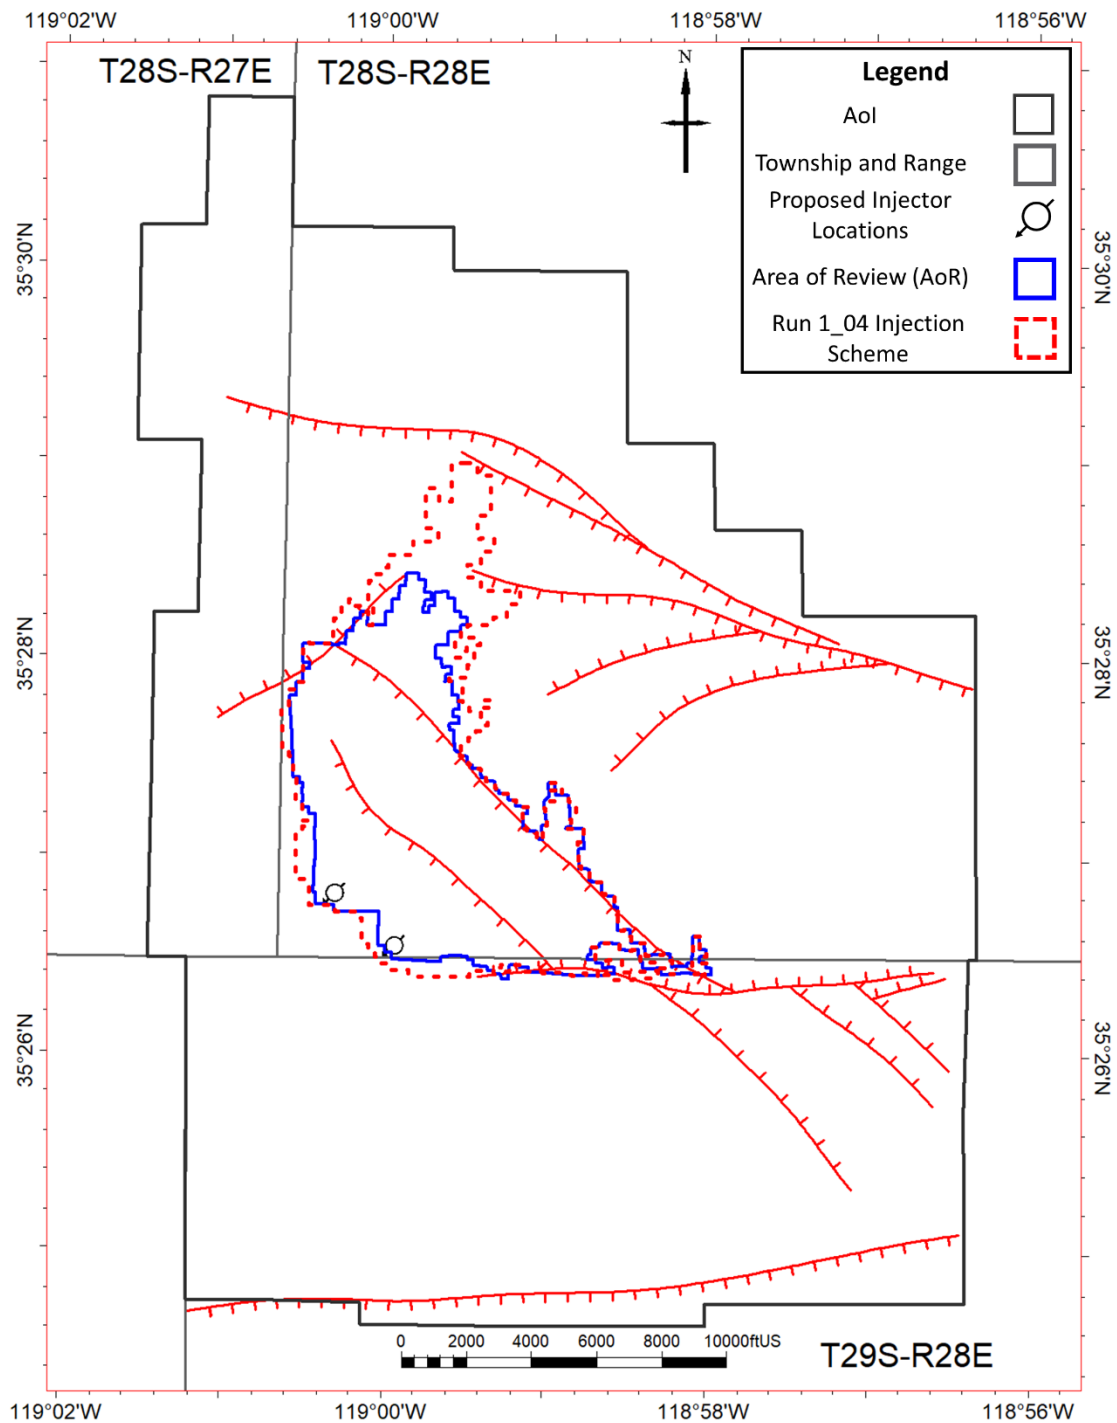 119°02'W 119°00'W 118°58'W 118°56'W
T28S-R27E T28S-R28E
N
Legend
AoI
Township and Range
Proposed Injector
Locations
Area of Review (AoR)
Run 1_04 Injection
Scheme
35°30'N 35°30'N
35°28'N 35°28'N
35°26'N 35°26'N
0 2000 4000 6000 8000 10000ftUS
T29S-R28E
119°02'W 119°00'W 118°58'W 118°56'W